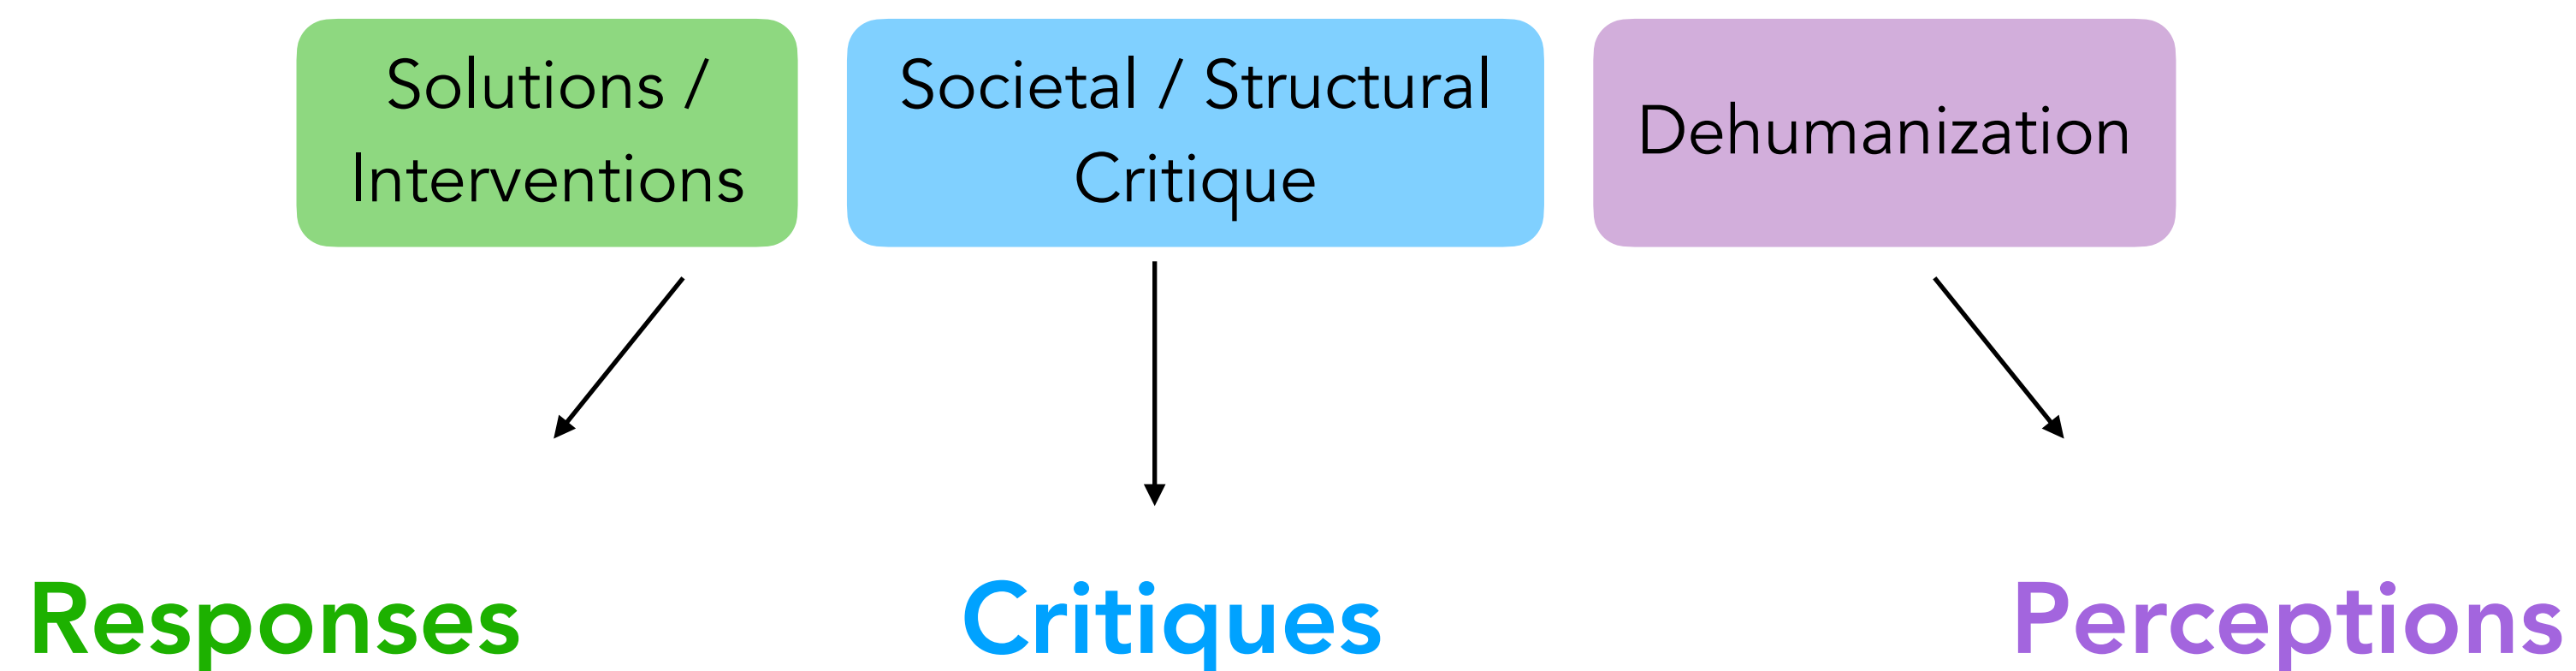 Solutions /
Interventions
Societal / Structural
Critique
Dehumanization
Responses
Critiques
Perceptions